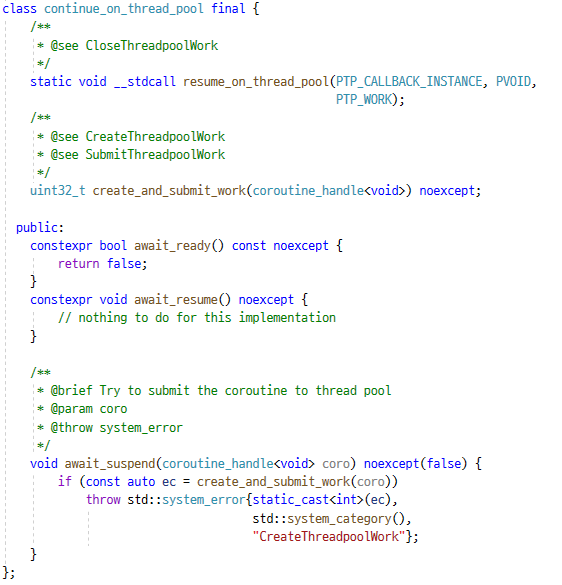 class continue_on_thread_pool final {
    /**
     * @see CloseThreadpoolWork
     */
    static void __stdcall resume_on_thread_pool(PTP_CALLBACK_INSTANCE, PVOID,
                                                PTP_WORK);
    /**
     * @see CreateThreadpoolWork
     * @see SubmitThreadpoolWork
     */
    uint32_t create_and_submit_work(coroutine_handle<void>) noexcept;

  public:
    constexpr bool await_ready() const noexcept {
        return false;
    }
    constexpr void await_resume() noexcept {
        // nothing to do for this implementation
    }

    /**
     * @brief Try to submit the coroutine to thread pool
     * @param coro
     * @throw system_error
     */
    void await_suspend(coroutine_handle<void> coro) noexcept(false) {
        if (const auto ec = create_and_submit_work(coro))
            throw std::system_error{static_cast<int>(ec),
                                    std::system_category(),
                                    "CreateThreadpoolWork"};
    }
};